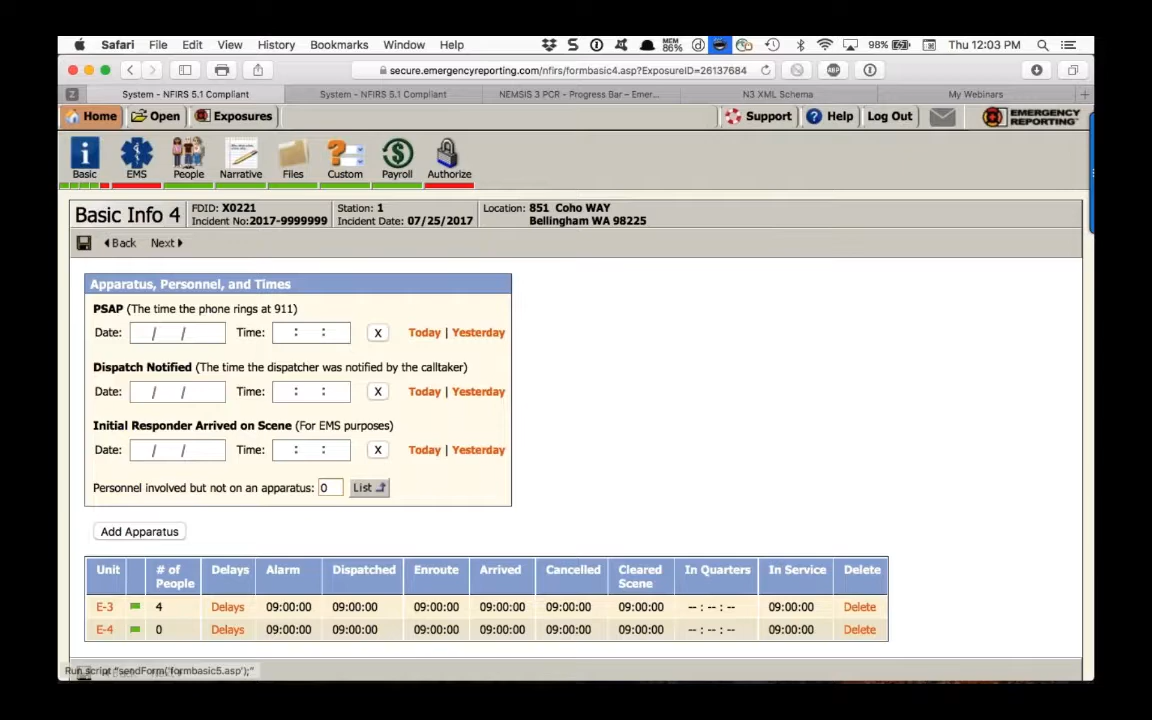 Safari File Edit View History Bookmarks Window Help MEM 86% 98% Thu 12:03 PM
secure.emergencyreporting.com/nfirs/formbasic4.asp?ExposureID=26137684 ABP
Z System - NFIRS 5.1 Compliant System - NFIRS 5.1 Compliant NEMSIS 3 PCR - Progress Bar - Emer... N3 XML Schema My Webinars +
Home Open Exposures Support Help Log Out EMERGENCY REPORTING
Basic EMS People Narrative Files Custom Payroll Authorize
Basic Info 4 FDID: X0221 Station: 1 Location: 851 Coho WAY
Incident No:2017-9999999 Incident Date: 07/25/2017 Bellingham WA 98225
Back Next
Apparatus, Personnel, and Times
PSAP (The time the phone rings at 911)
Date: / / Time: : : X Today | Yesterday
Dispatch Notified (The time the dispatcher was notified by the calltaker)
Date: / / Time: : : X Today | Yesterday
Initial Responder Arrived on Scene (For EMS purposes)
Date: / / Time: : : X Today | Yesterday
Personnel involved but not on an apparatus: 0 List
Add Apparatus
Unit # of People Delays Alarm Dispatched Enroute Arrived Cancelled Cleared Scene In Quarters In Service Delete
E-3 4 Delays 09:00:00 09:00:00 09:00:00 09:00:00 09:00:00 09:00:00 -- : -- : -- 09:00:00 Delete
E-4 0 Delays 09:00:00 09:00:00 09:00:00 09:00:00 09:00:00 09:00:00 -- : -- : -- 09:00:00 Delete
Run script "sendForm('formbasic5.asp');"